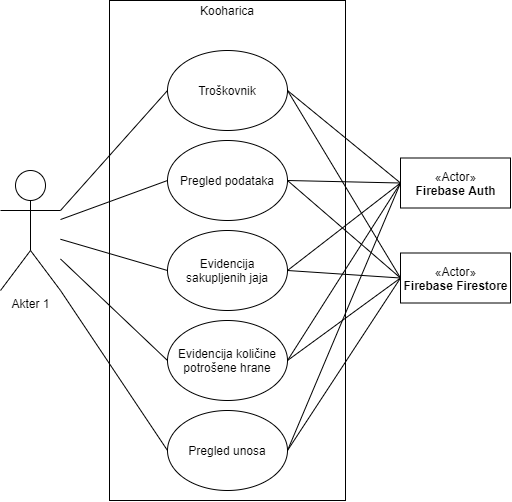 Kooharica
Troškovnik
Pregled podataka
Evidencija
sakupljenih jaja
Evidencija količine
potrošene hrane
Pregled unosa
Akter 1
«Actor»
Firebase Auth
«Actor»
Firebase Firestore